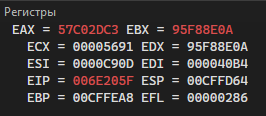 Регистры
EAX = 57C02DC3 EBX = 95F88E0A
ECX = 00005691 EDX = 95F88E0A
ESI = 0000C90D EDI = 000040B4
EIP = 006E205F ESP = 00CFFD64
EBP = 00CFFEA8 EFL = 00000286